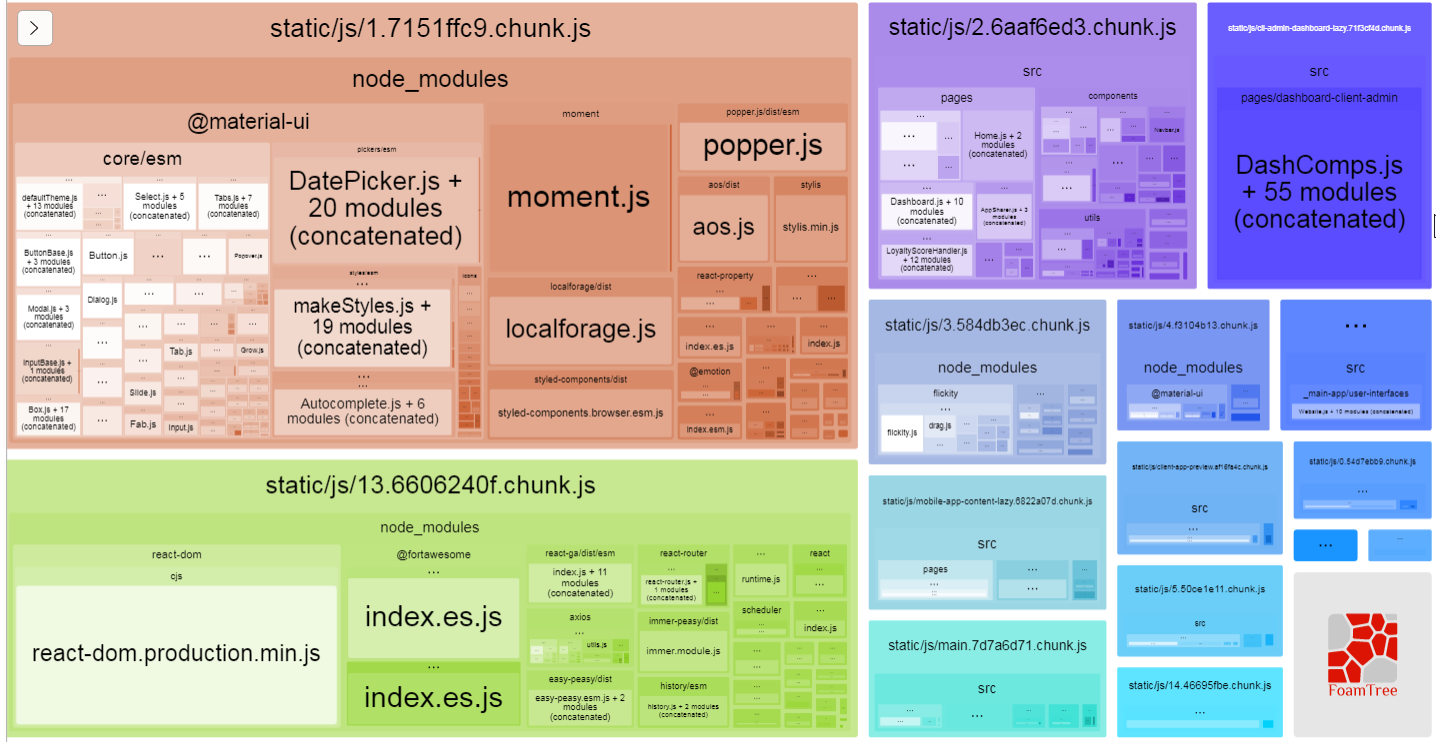 static/js/1.7151ffc9.chunk.js
node_modules
@material-ui
core/esm
...
defaultTheme.js
+ 13 modules
(concatenated)
...
Select.js + 5
modules
(concatenated)
...
Tabs.js + 7
modules
(concatenated)
ButtonBase.js
+ 3 modules
(concatenated)
Button.js
...
...
Popover.js
Modal.js + 3
modules
(concatenated)
Dialog.js
InputBase.js +
1 modules
(concatenated)
Tab.js
Grow.js
Slide.js
Box.js + 17
modules
(concatenated)
Fab.js
Input.js
pickers/esm
DatePicker.js +
20 modules
(concatenated)
styles/esm
...
makeStyles.js +
19 modules
(concatenated)
...
...
Autocomplete.js + 6
modules
(concatenated)
icons
moment
moment.js
localforage/dist
localforage.js
styled-components/dist
styled-components.browser.esm.js
popper.js/dist/esm
popper.js
aos/dist
aos.js
stylis
stylis.min.js
react-property
...
...
index.es.js
...
index.js
@emotion
...
index.esm.js
static/js/13.6606240f.chunk.js
node_modules
react-dom
cjs
react-dom.production.min.js
@fortawesome
...
index.es.js
...
index.es.js
react-ga/dist/esm
index.js + 11
modules
(concatenated)
axios
...
utils.js
easy-peasy/dist
easy-peasy.esm.js + 2
modules
(concatenated)
react-router
...
react-router.js +
1 modules
(concatenated)
immer-peasy/dist
immer.module.js
history/esm
history.js + 2 modules
(concatenated)
...
runtime.js
scheduler
...
react
...
...
index.js
static/js/2.6aaf6ed3.chunk.js
src
pages
...
Home.js + 2
modules
(concatenated)
...
Dashboard.js + 10
modules
(concatenated)
AppSharer.js + 3
modules
(concatenated)
...
LoyaltyScoreHandler.js
+ 12 modules
(concatenated)
components
Navbar.js
utils
static/js/cli-admin-dashboard-lazy.71f3cf4d.chunk.js
src
pages/dashboard-client-admin
DashComps.js
+ 55 modules
(concatenated)
static/js/3.584db3ec.chunk.js
node_modules
flickity
...
flickity.js
drag.js
static/js/4.f3104b13.chunk.js
node_modules
@material-ui
...
src
_main-app/user-interfaces
Website.js + 10 modules (concatenated)
static/js/mobile-app-content-lazy.6822a07d.chunk.js
src
pages
...
static/js/client-app-preview.af16fa4c.chunk.js
src
...
static/js/0.54d7ebb9.chunk.js
...
...
...
static/js/5.50ce1e11.chunk.js
src
...
static/js/main.7d7a6d71.chunk.js
src
...
static/js/14.46695fbe.chunk.js
...
FoamTree